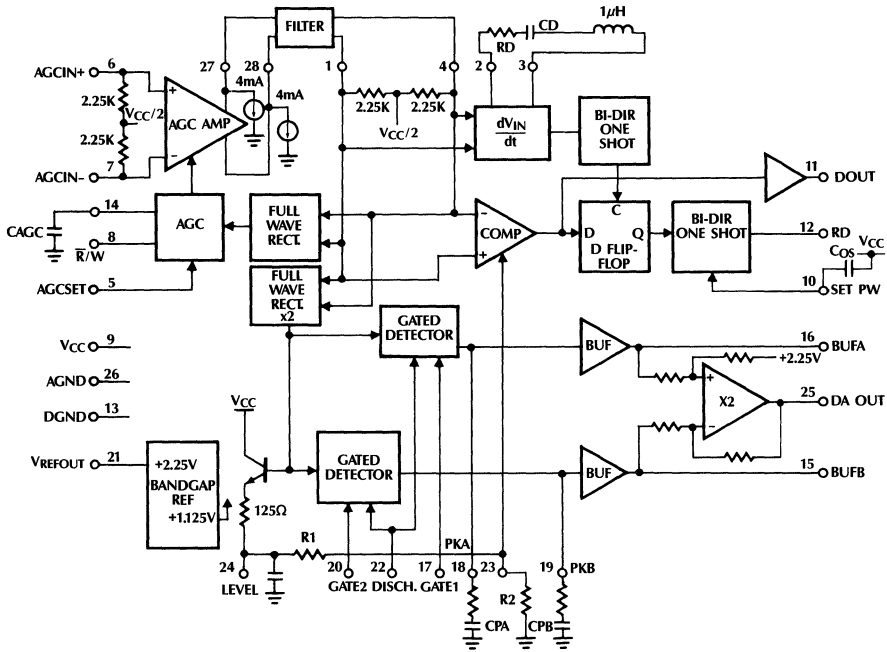 FILTER
CD
1µH
RD
27
28
1
4
2
3
AGCIN+
6
4mA
4mA
2.25K
VCC/2
2.25K
AGC AMP
+
−
2.25K
2.25K
VCC/2
dVIN
dt
BI-DIR
ONE
SHOT
AGCIN-
7
11
DOUT
CAGC
14
AGC
FULL
WAVE
RECT.
−
COMP
+
C
D
Q
D FLIP-
FLOP
BI-DIR
ONE SHOT
12
RD
R/W
8
COS
VCC
AGCSET
5
FULL
WAVE
RECT.
x2
10
SET PW
GATED
DETECTOR
BUF
16
BUFA
+2.25V
VCC
9
AGND
26
+
X2
−
25
DA OUT
DGND
13
VCC
VREFOUT
21
+2.25V
BANDGAP
REF
+1.125V
125Ω
GATED
DETECTOR
BUF
15
BUFB
R1
PKA
24
LEVEL
20
GATE2
22
DISCH.
17
GATE1
18
23
19
PKB
CPA
R2
CPB